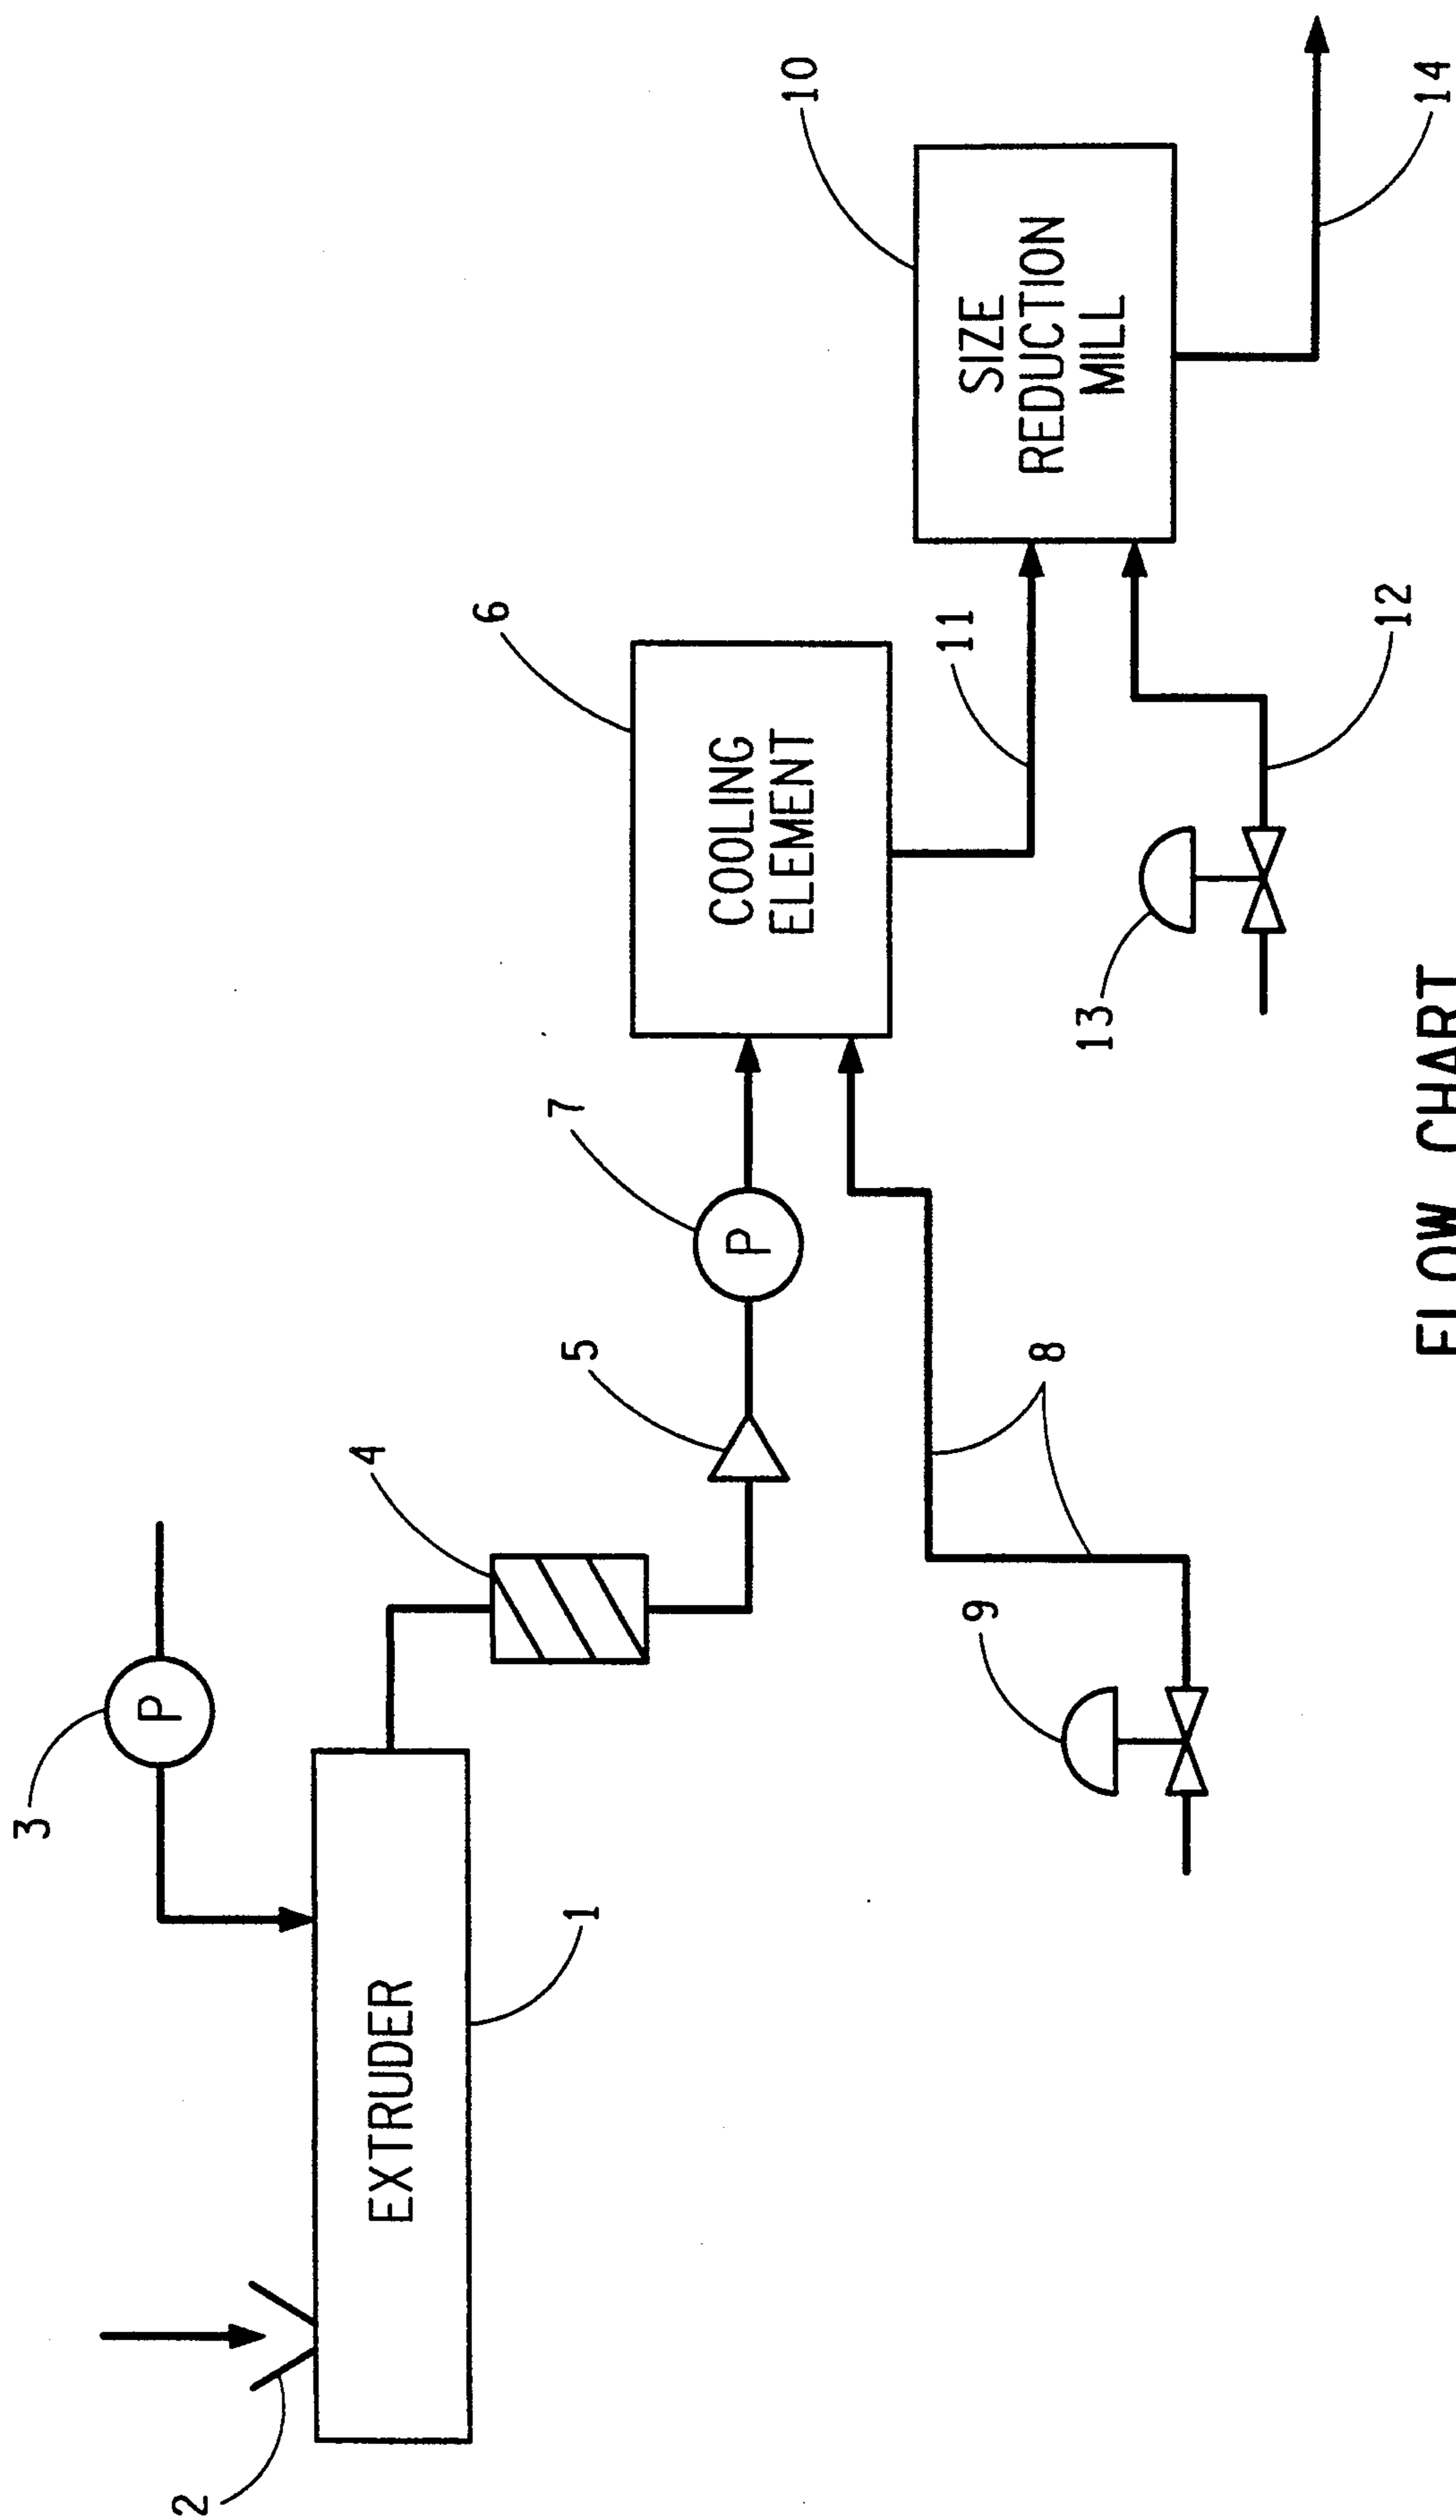 2
3
P
EXTRUDER
1
4
5
7
P
9
8
6
COOLING
ELEMENT
11
13
12
10
SIZE
REDUCTION
MILL
14
FLOW CHART